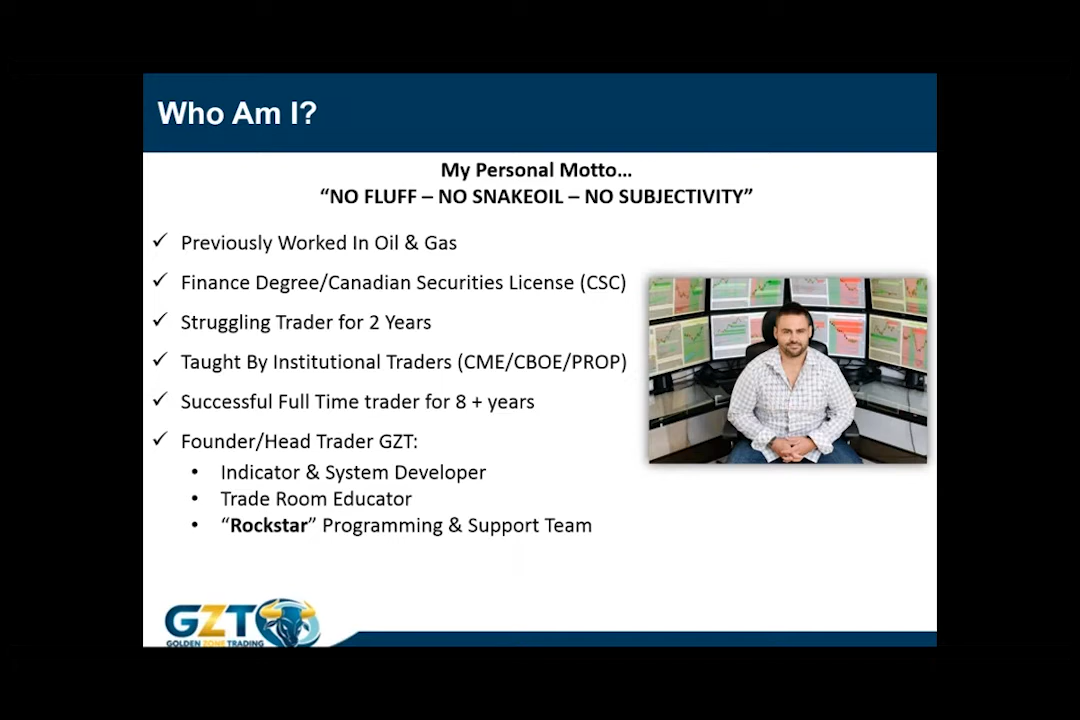 Who Am I?
My Personal Motto...
“NO FLUFF – NO SNAKEOIL – NO SUBJECTIVITY”
✓ Previously Worked In Oil & Gas
✓ Finance Degree/Canadian Securities License (CSC)
✓ Struggling Trader for 2 Years
✓ Taught By Institutional Traders (CME/CBOE/PROP)
✓ Successful Full Time trader for 8 + years
✓ Founder/Head Trader GZT:
• Indicator & System Developer
• Trade Room Educator
• “Rockstar” Programming & Support Team
GZT
GOLDEN ZONE TRADING